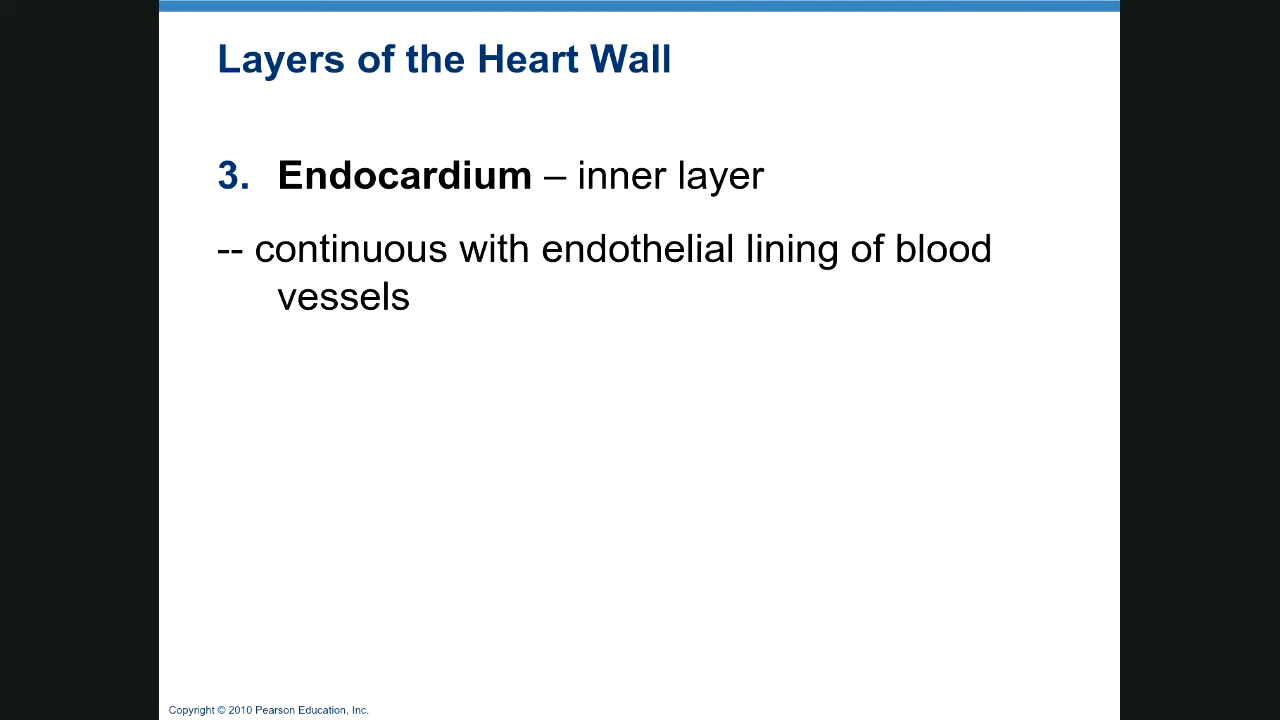 Layers of the Heart Wall
3. Endocardium – inner layer
-- continuous with endothelial lining of blood
vessels
Copyright © 2010 Pearson Education, Inc.